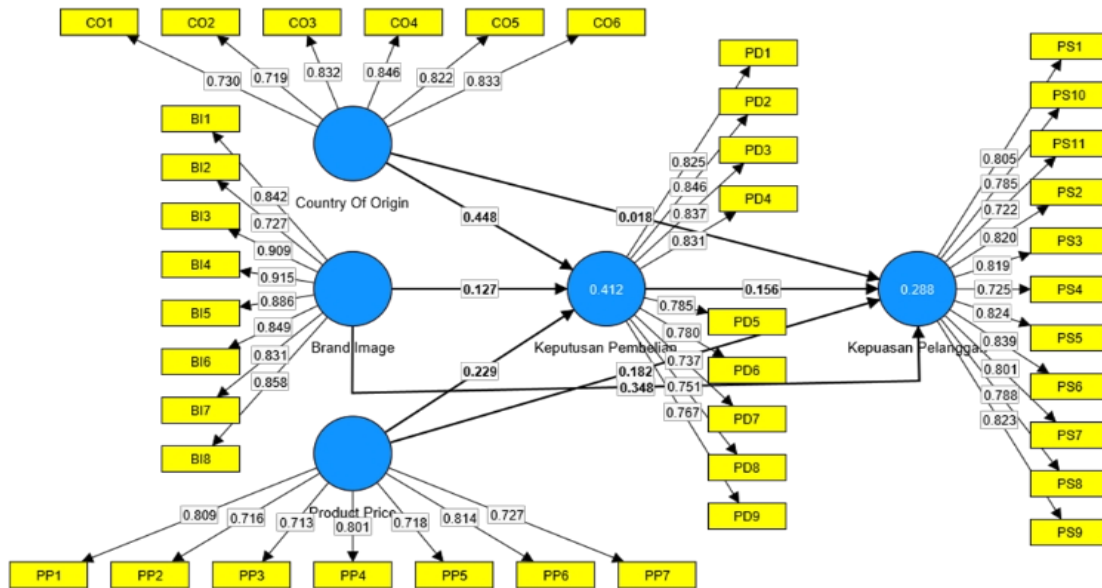 CO1 CO2 CO3 CO4 CO5 CO6
0.730 0.719 0.832 0.846 0.822 0.833
Country Of Origin
BI1
BI2
BI3
BI4
BI5
BI6
BI7
BI8
0.842
0.727
0.909
0.915
0.886
0.849
0.831
0.858
Brand Image
0.448
0.127
0.229
0.018
0.156
0.182
0.348
0.412
Keputusan Pembelian
PD1
PD2
PD3
PD4
PD5
PD6
PD7
PD8
PD9
0.825
0.846
0.837
0.831
0.785
0.780
0.737
0.751
0.767
0.288
Kepuasan Pelangga
PS1
PS10
PS11
PS2
PS3
PS4
PS5
PS6
PS7
PS8
PS9
0.805
0.785
0.722
0.820
0.819
0.725
0.824
0.839
0.801
0.788
0.823
Product Price
0.809 0.716 0.713 0.801 0.718 0.814 0.727
PP1 PP2 PP3 PP4 PP5 PP6 PP7